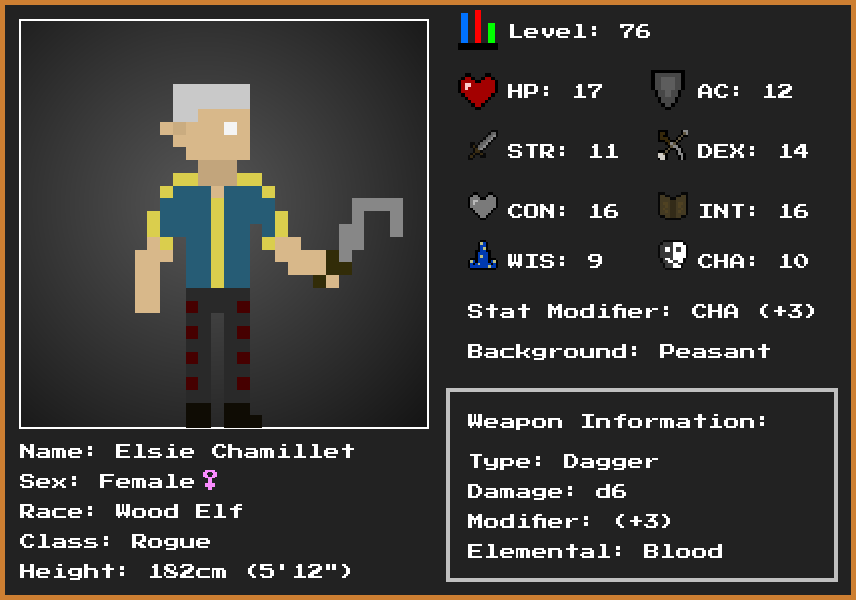 Level: 76
HP: 17 AC: 12
STR: 11 DEX: 14
CON: 16 INT: 16
WIS: 9 CHA: 10
Stat Modifier: CHA (+3)
Background: Peasant
Weapon Information:
Type: Dagger
Damage: d6
Modifier: (+3)
Elemental: Blood
Name: Elsie Chamillet
Sex: Female♀
Race: Wood Elf
Class: Rogue
Height: 182cm (5'12")